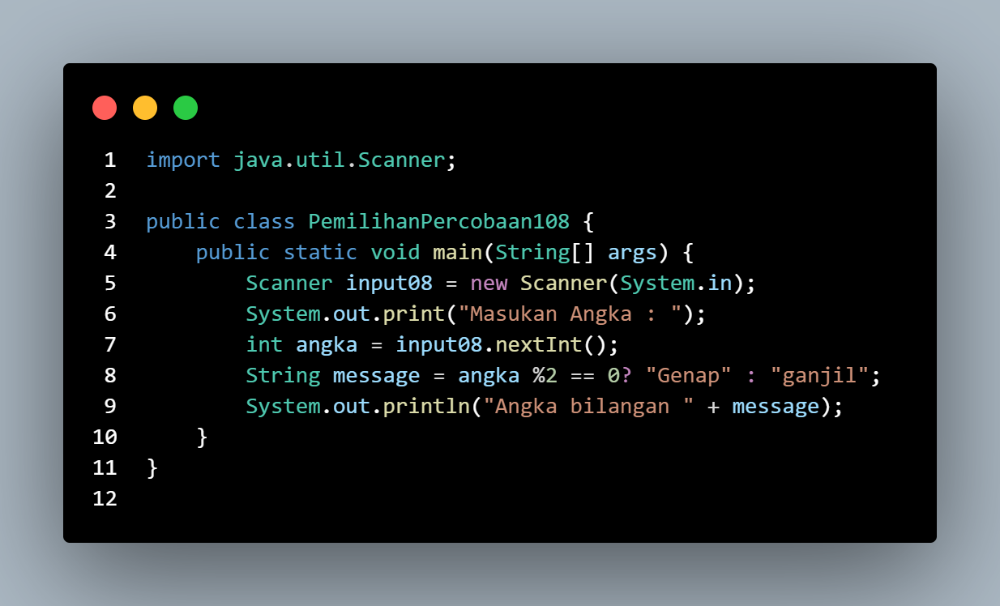 1 import java.util.Scanner;
2
3 public class PemilihanPercobaan108 {
4     public static void main(String[] args) {
5         Scanner input08 = new Scanner(System.in);
6         System.out.print("Masukan Angka : ");
7         int angka = input08.nextInt();
8         String message = angka %2 == 0? "Genap" : "ganjil";
9         System.out.println("Angka bilangan " + message);
10     }
11 }
12